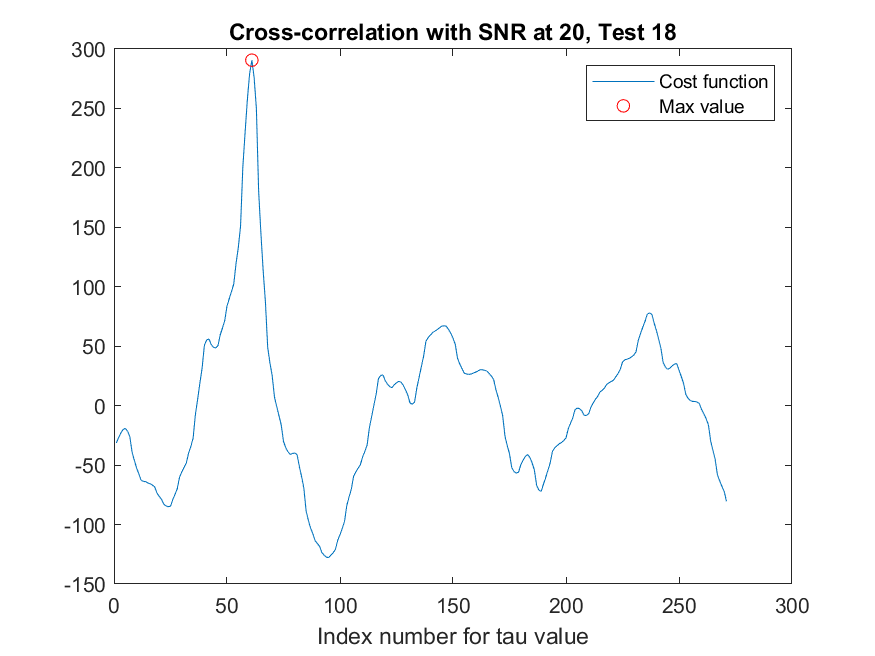 Cross-correlation with SNR at 20, Test 18
300
250
200
150
100
50
0
-50
-100
-150
Cost function
Max value
0 50 100 150 200 250 300
Index number for tau value